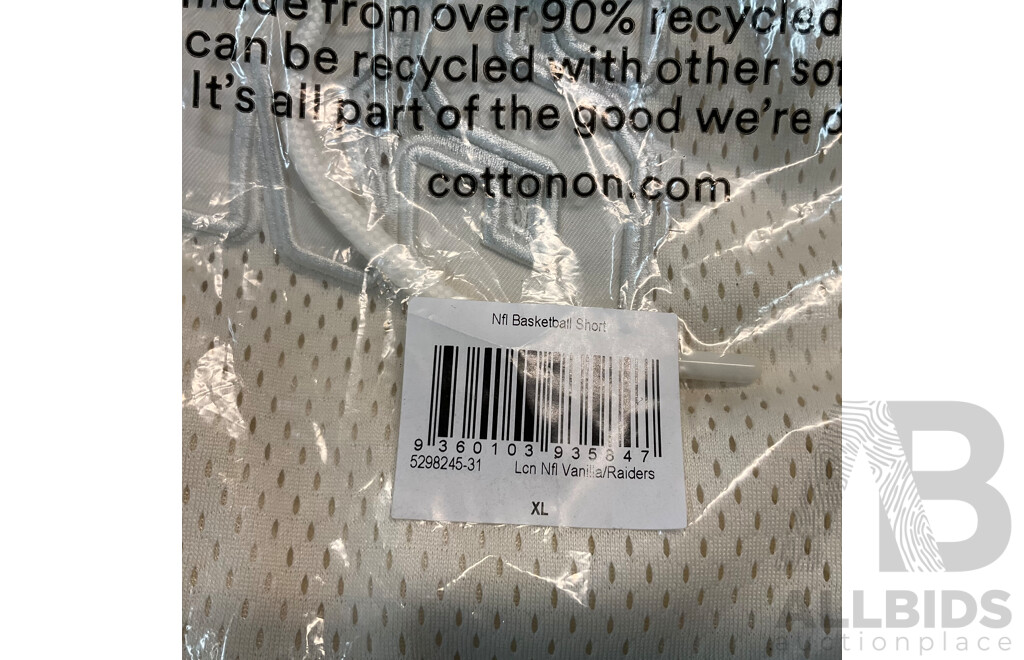 made from over 90% recycled
can be recycled with other
It's all part of the good we're
cottonon.com
Nfl Basketball Short
9 360103 935847
5298245-31 Lcn Nfl Vanilla/Raiders
XL
ALLBIDS
auctionplace